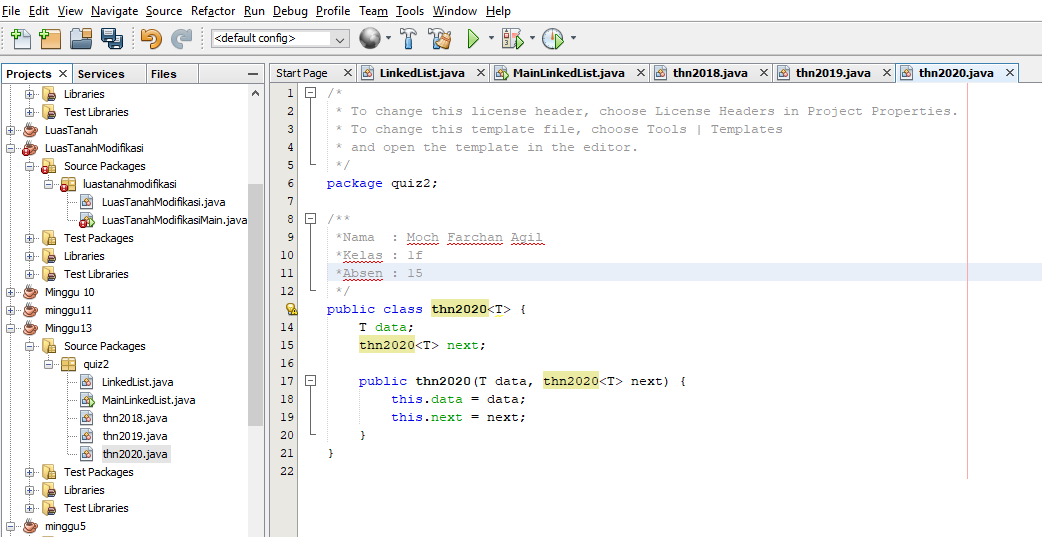 File Edit View Navigate Source Refactor Run Debug Profile Team Tools Window Help
<default config>
Projects Services Files
Start Page LinkedList.java MainLinkedList.java thn2018.java thn2019.java thn2020.java
Libraries
Test Libraries
LuasTanah
LuasTanahModifikasi
Source Packages
luastanahmodifikasi
LuasTanahModifikasi.java
LuasTanahModifikasiMain.java
Test Packages
Libraries
Test Libraries
Minggu 10
minggu11
Minggu13
Source Packages
quiz2
LinkedList.java
MainLinkedList.java
thn2018.java
thn2019.java
thn2020.java
Test Packages
Libraries
Test Libraries
minggu5
1 /*
2 * To change this license header, choose License Headers in Project Properties.
3 * To change this template file, choose Tools | Templates
4 * and open the template in the editor.
5 */
6 package quiz2;
7
8 /**
9 *Nama : Moch Farchan Agil
10 *Kelas : 1f
11 *Absen : 15
12 */
public class thn2020<T> {
14 T data;
15 thn2020<T> next;
16
17 public thn2020(T data, thn2020<T> next) {
18 this.data = data;
19 this.next = next;
20 }
21 }
22